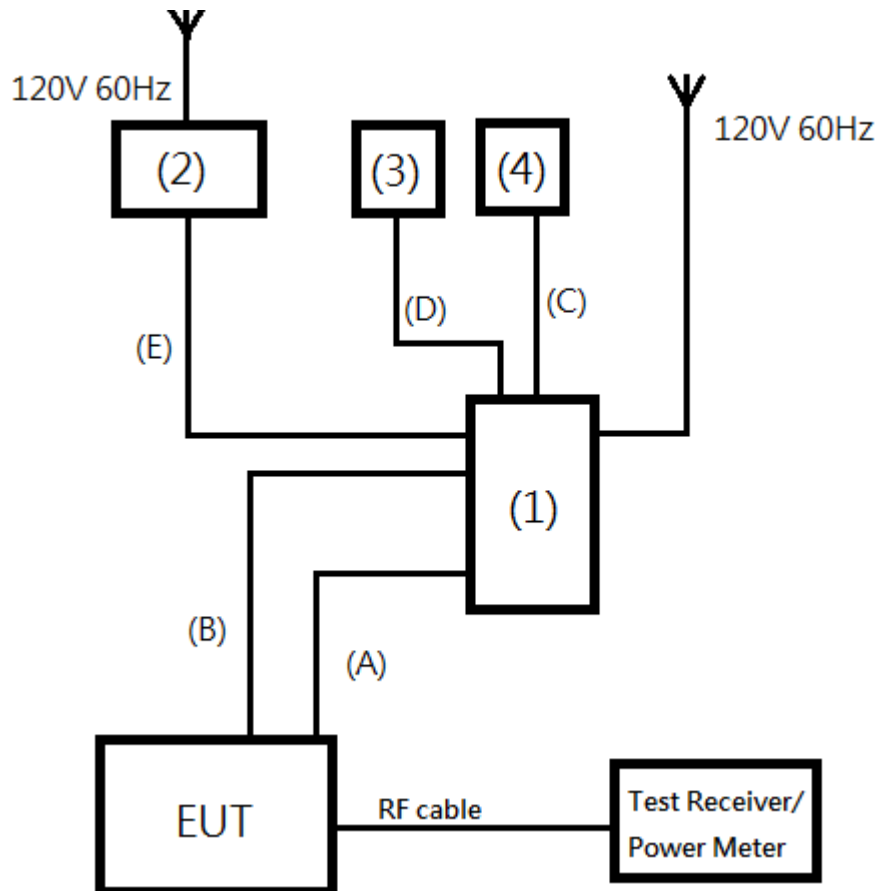 120V 60Hz
120V 60Hz
(2)
(3)
(4)
(D)
(C)
(E)
(1)
(B)
(A)
EUT
RF cable
Test Receiver/
Power Meter